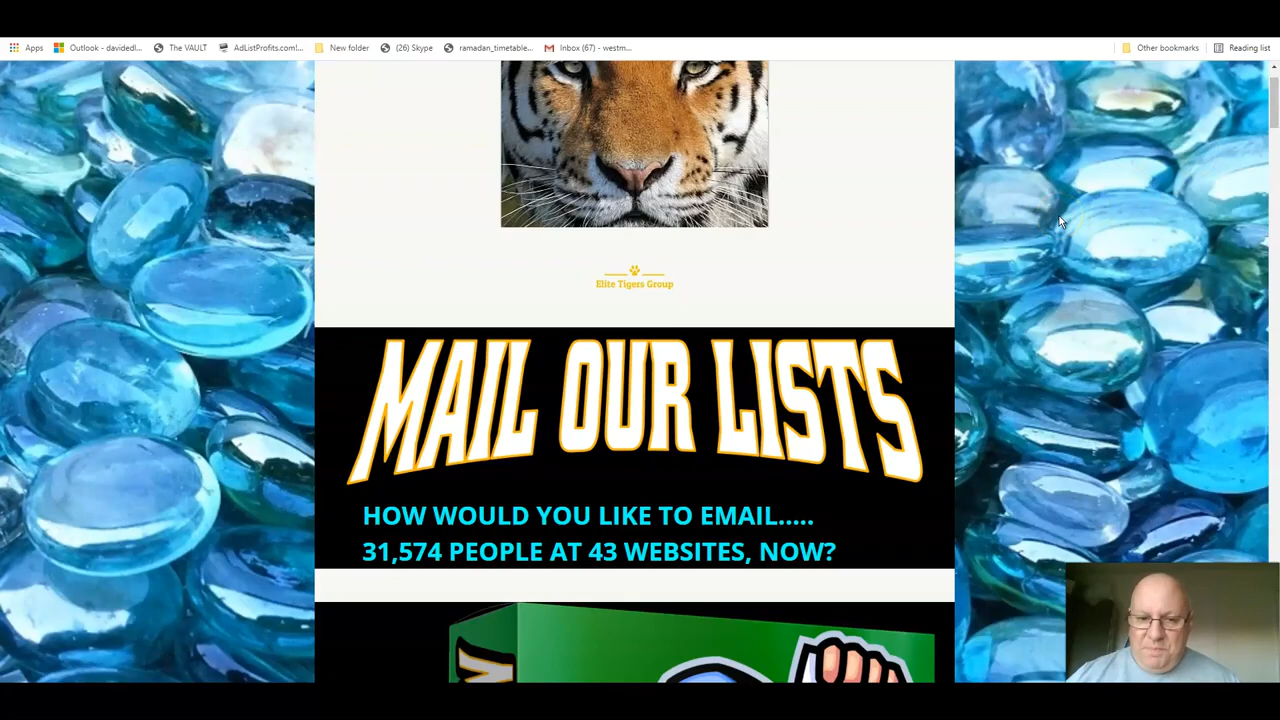 Apps Outlook - davidedl... The VAULT AdListProfits.com!... New folder (26) Skype ramadan_timetable... Inbox (67) - westm... Other bookmarks Reading list
Elite Tigers Group
MAIL OUR LISTS
HOW WOULD YOU LIKE TO EMAIL.....
31,574 PEOPLE AT 43 WEBSITES, NOW?